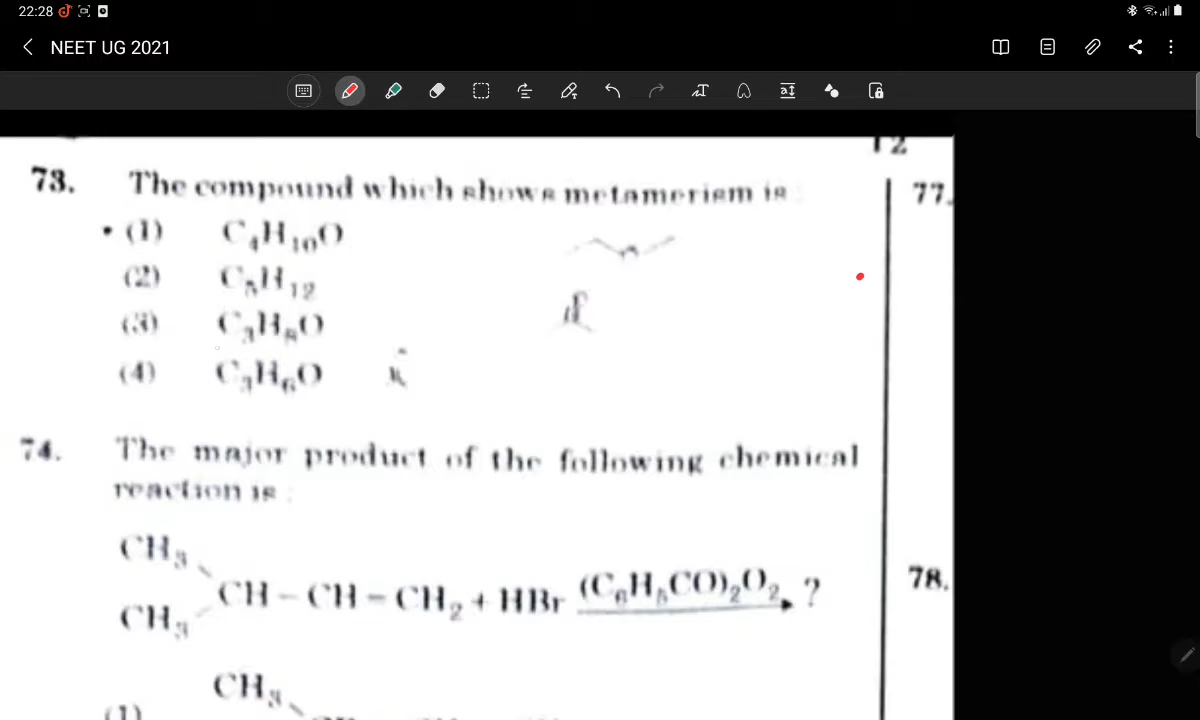 22:28
NEET UG 2021
12
73. The compound which shows metamerism is :
(1) C₄H₁₀O
(2) C₅H₁₂
(3) C₃H₈O
(4) C₃H₆O
74. The major product of the following chemical
reaction is :
CH₃
CH – CH = CH₂ + HBr (C₆H₅CO)₂O₂ ?
CH₃
CH₃
(1)
77.
78.